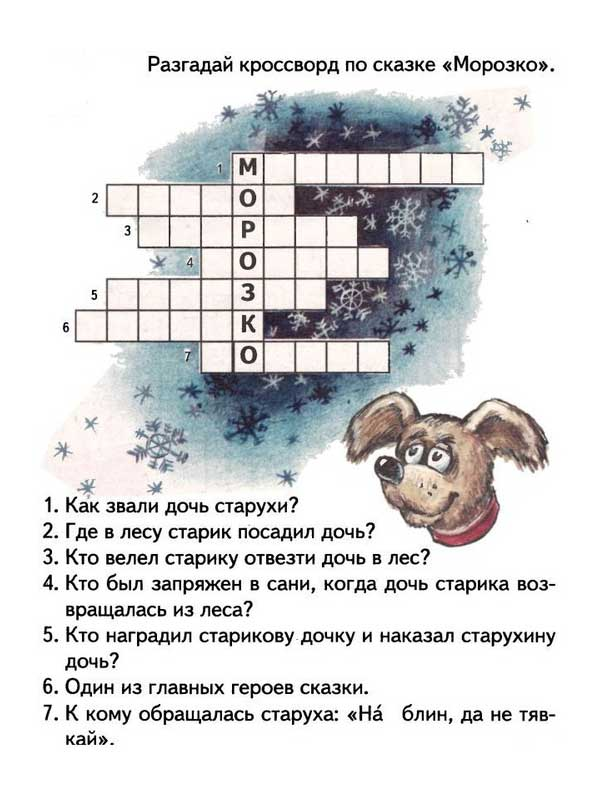 Разгадай кроссворд по сказке «Морозко».
1 М
2 О
3 Р
4 О
5 З
6 К
7 О
1. Как звали дочь старухи?
2. Где в лесу старик посадил дочь?
3. Кто велел старику отвезти дочь в лес?
4. Кто был запряжен в сани, когда дочь старика воз-
вращалась из леса?
5. Кто наградил старикову дочку и наказал старухину
дочь?
6. Один из главных героев сказки.
7. К кому обращалась старуха: «На́ блин, да не тяв-
кай».